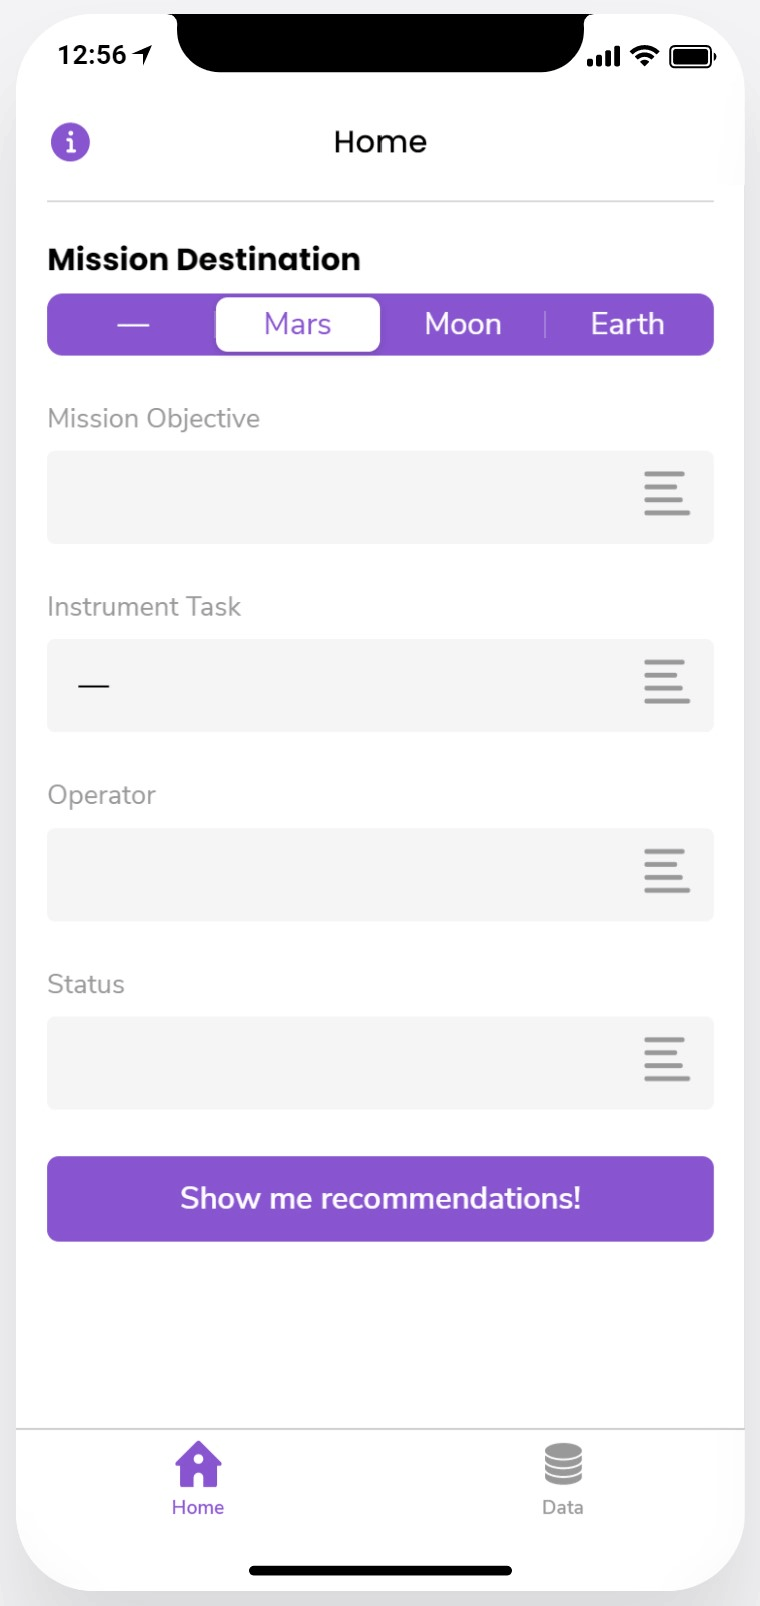 12:56
Home
Mission Destination
— Mars Moon Earth
Mission Objective
Instrument Task
—
Operator
Status
Show me recommendations!
Home Data